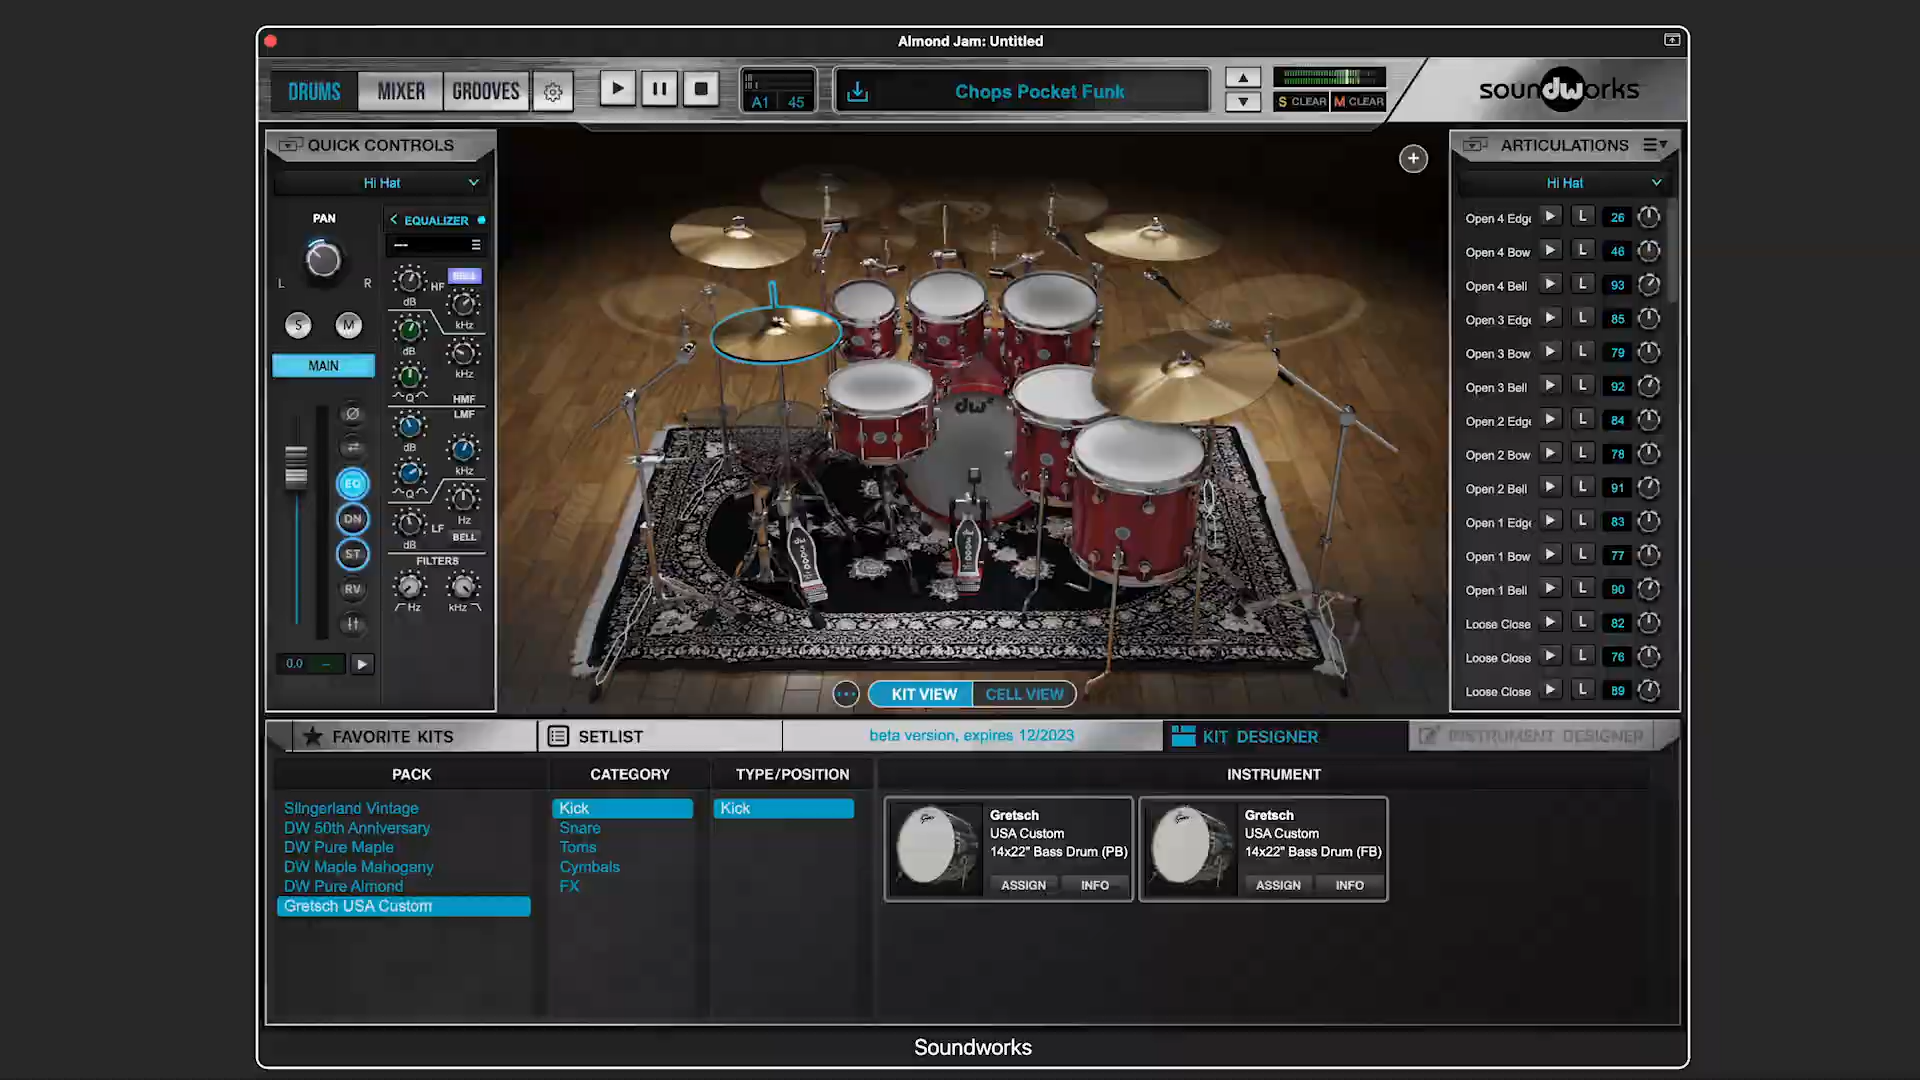 Almond Jam: Untitled
DRUMS
MIXER
GROOVES
A1 45
Chops Pocket Funk
S CLEAR M CLEAR
soundworks
QUICK CONTROLS
Hi Hat
PAN
L R
S M
MAIN
EQ
DN
ST
RV
0.0 –
EQUALIZER
---
BELL
dB HF
kHz
dB
kHz
Q HMF
LMF
dB
kHz
Q
Hz
dB LF
BELL
FILTERS
Hz kHz
dw
KIT VIEW
CELL VIEW
ARTICULATIONS
Hi Hat
Open 4 Edge L 26
Open 4 Bow L 46
Open 4 Bell L 93
Open 3 Edge L 85
Open 3 Bow L 79
Open 3 Bell L 92
Open 2 Edge L 84
Open 2 Bow L 78
Open 2 Bell L 91
Open 1 Edge L 83
Open 1 Bow L 77
Open 1 Bell L 90
Loose Close L 82
Loose Close L 76
Loose Close L 89
FAVORITE KITS
SETLIST
beta version, expires 12/2023
KIT DESIGNER
INSTRUMENT DESIGNER
PACK
Slingerland Vintage
DW 50th Anniversary
DW Pure Maple
DW Maple Mahogany
DW Pure Almond
Gretsch USA Custom
CATEGORY
Kick
Snare
Toms
Cymbals
FX
TYPE/POSITION
Kick
INSTRUMENT
Gretsch
USA Custom
14x22" Bass Drum (PB)
ASSIGN INFO
Gretsch
USA Custom
14x22" Bass Drum (FB)
ASSIGN INFO
Soundworks